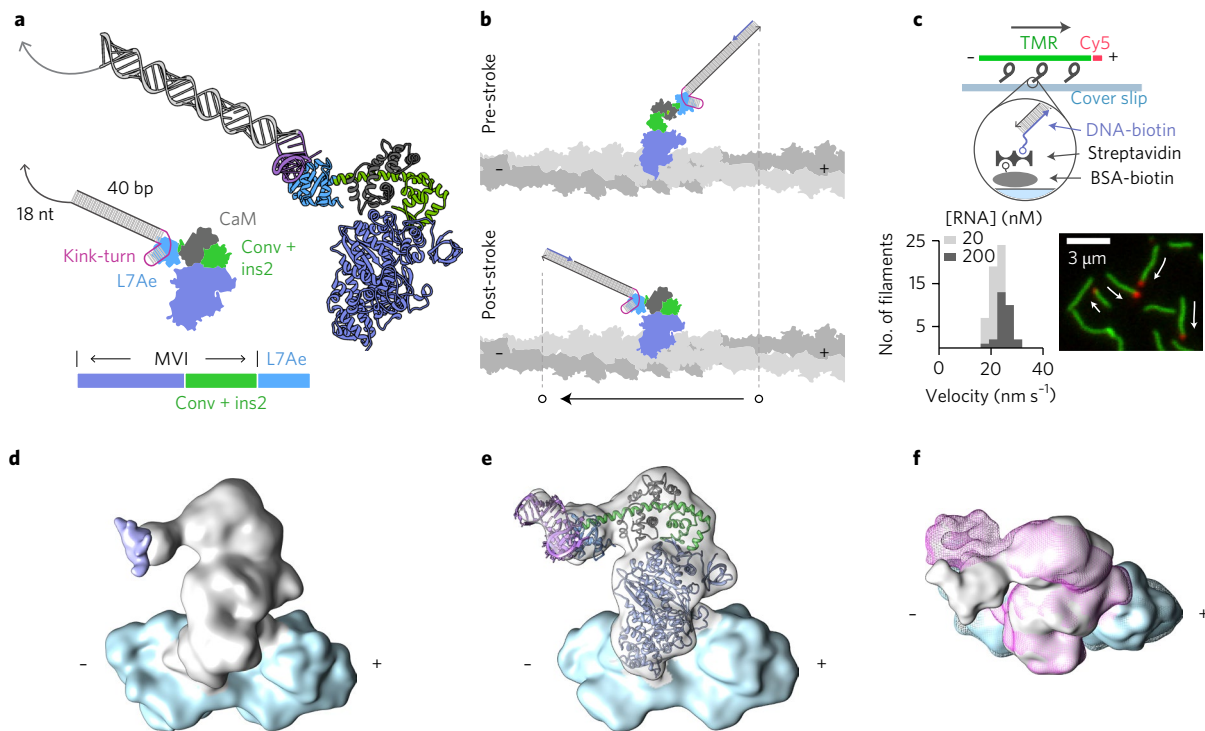 a
40 bp
18 nt
CaM
Kink-turn
Conv +
ins2
L7Ae
MVI
L7Ae
Conv + ins2
b
Pre-stroke
–
+
Post-stroke
–
+
c
TMR
Cy5
–
+
Cover slip
DNA-biotin
Streptavidin
BSA-biotin
[RNA] (nM)
20
200
No. of filaments
25
15
5
0
20
40
Velocity (nm s⁻¹)
3 μm
d
–
+
e
–
+
f
–
+